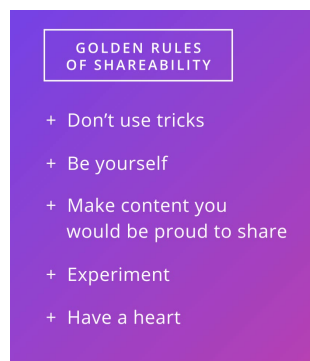 GOLDEN RULES
OF SHAREABILITY
+ Don’t use tricks
+ Be yourself
+ Make content you
would be proud to share
+ Experiment
+ Have a heart